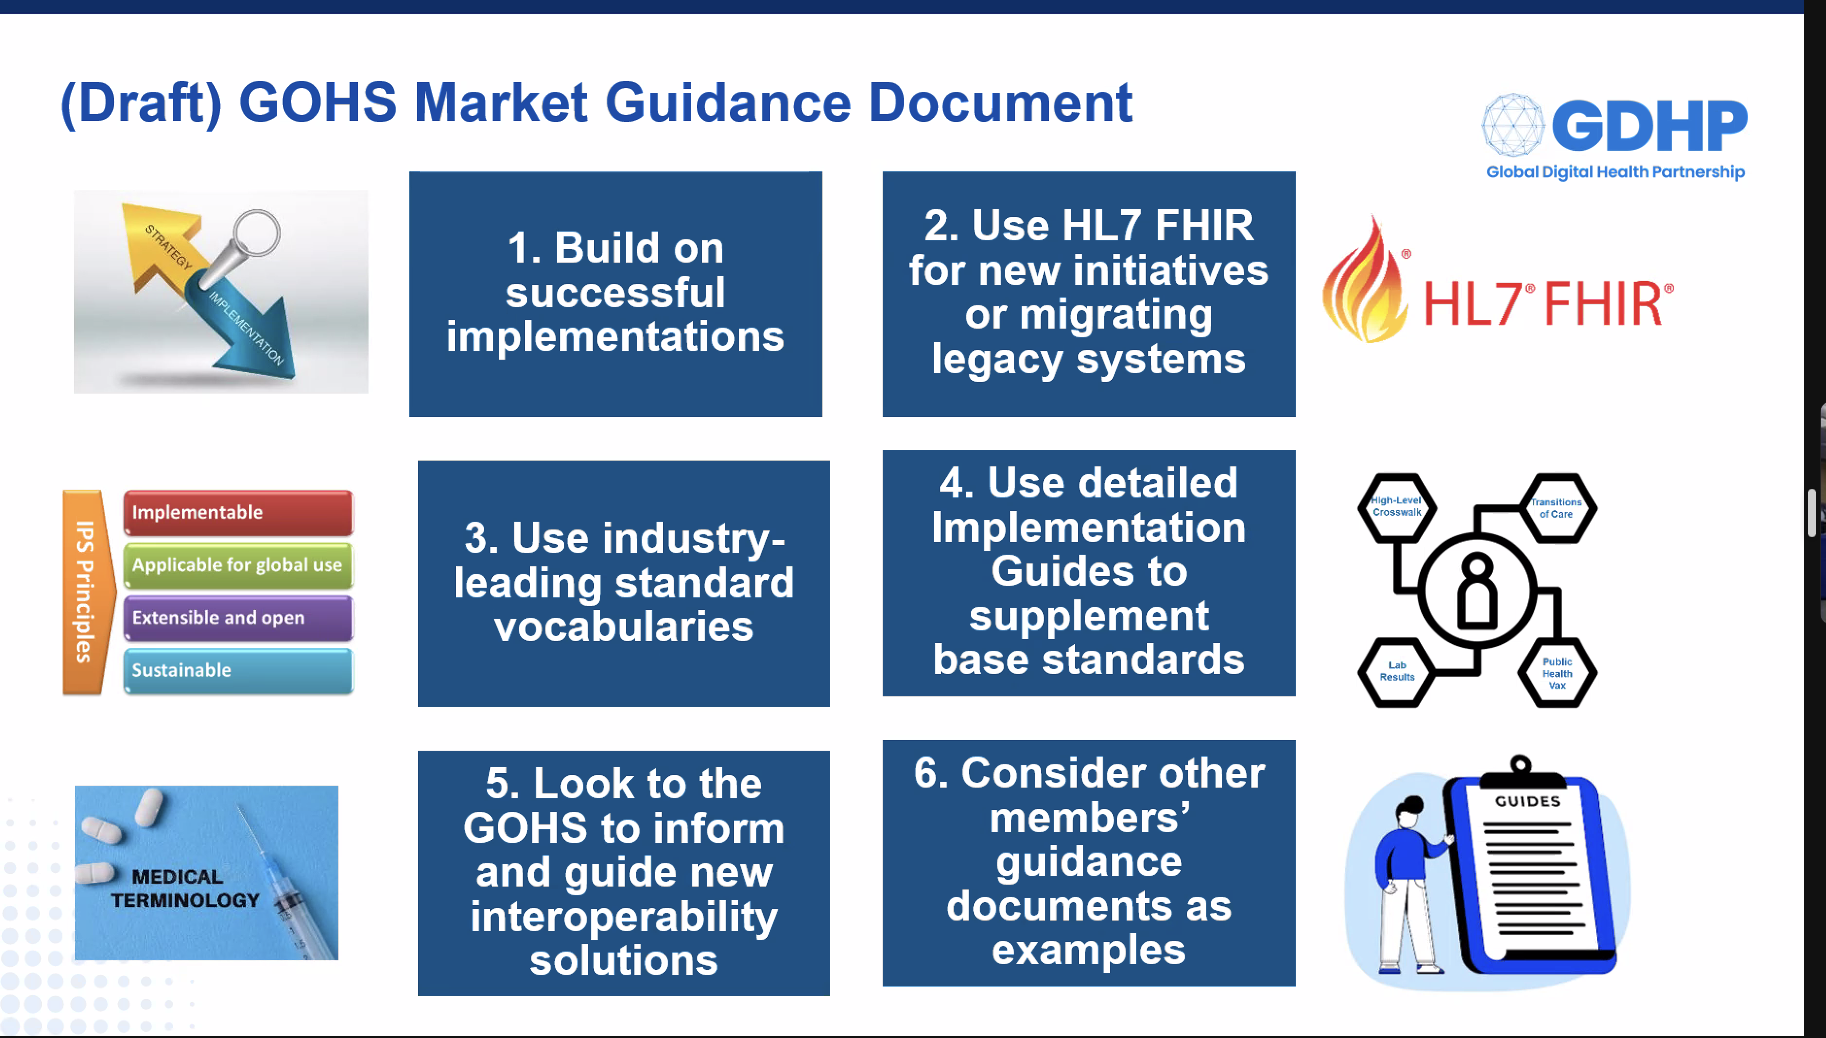 (Draft) GOHS Market Guidance Document
GDHP
Global Digital Health Partnership
STRATEGY
IMPLEMENTATION
1. Build on
successful
implementations
2. Use HL7 FHIR
for new initiatives
or migrating
legacy systems
HL7® FHIR®
®
IPS Principles
Implementable
Applicable for global use
Extensible and open
Sustainable
3. Use industry-
leading standard
vocabularies
4. Use detailed
Implementation
Guides to
supplement
base standards
High-Level
Crosswalk
Transitions
of Care
Lab
Results
Public
Health
Vax
MEDICAL
TERMINOLOGY
5. Look to the
GOHS to inform
and guide new
interoperability
solutions
6. Consider other
members’
guidance
documents as
examples
GUIDES